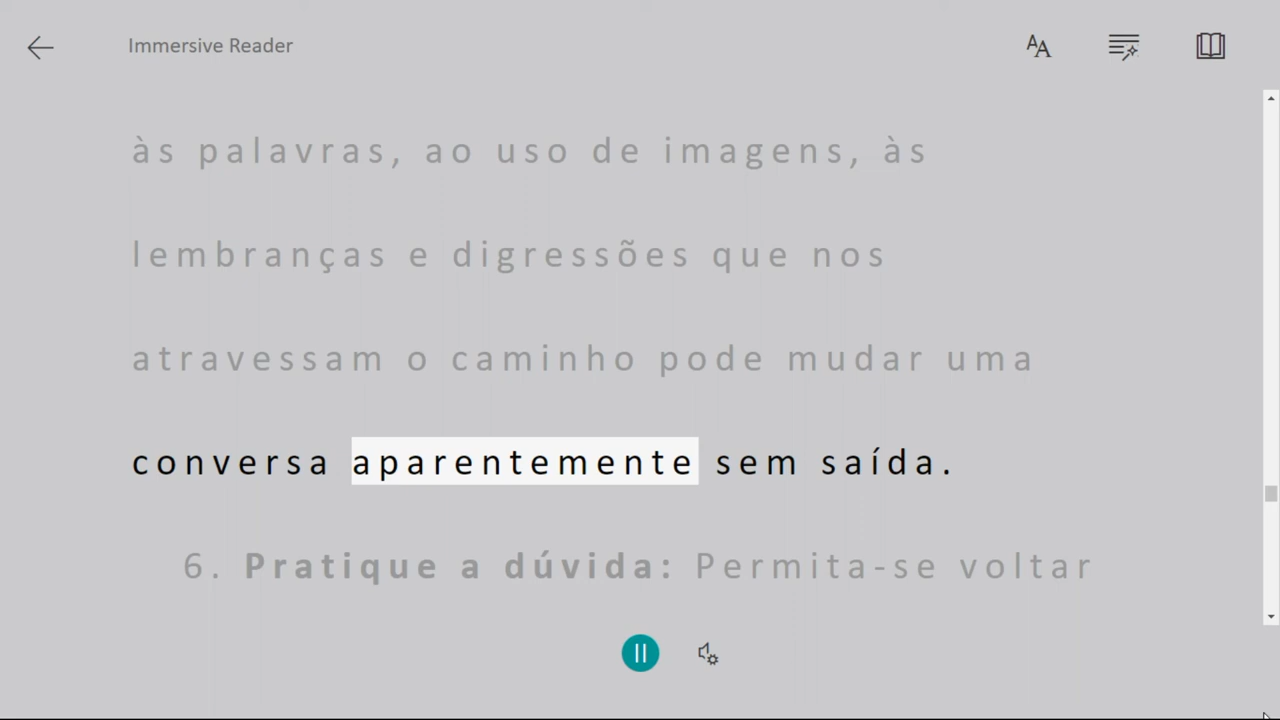 Immersive Reader
às palavras, ao uso de imagens, às
lembranças e digressões que nos
atravessam o caminho pode mudar uma
conversa aparentemente sem saída.
6. Pratique a dúvida: Permita-se voltar